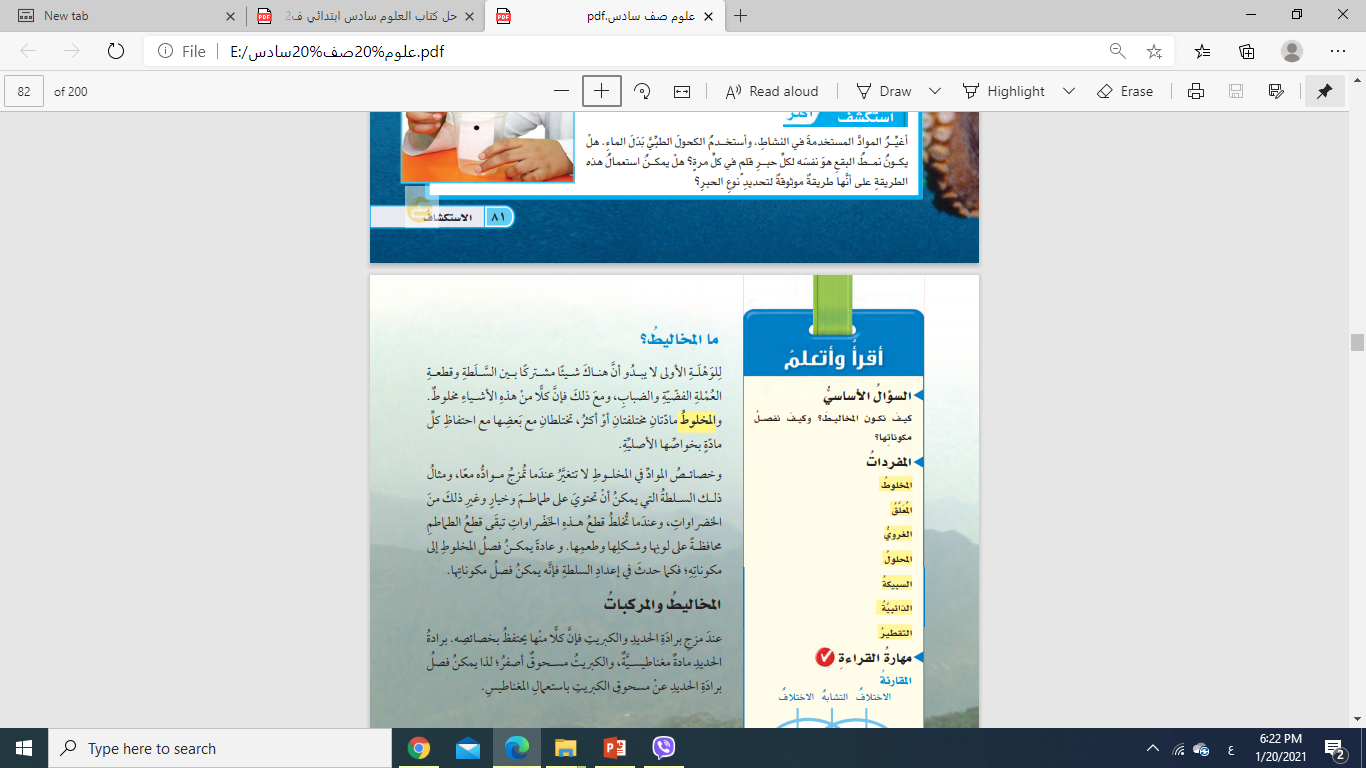 New tab
حل كتاب العلوم سادس ابتدائي ف2
علوم صف سادس.pdf
File
E:/علوم%20صف%20سادس.pdf
82
of 200
Read aloud
Draw
Highlight
Erase
استكشف أكثر
أغيِّرُ الموادَّ المستخدمةَ في النشاطِ، وأستخدمُ الكحولَ الطبِّيَّ بَدَلَ الماءِ. هلْ
يكونُ نمطُ البقعِ هوَ نفسَه لكلِّ حبرِ قلم في كلِّ مرةٍ؟ هلْ يمكنُ استعمالُ هذه
الطريقةِ على أنَّها طريقةٌ موثوقةٌ لتحديدِ نوعِ الحبرِ؟
٨١ الاستكشافُ
أقرأُ وأتعلمُ
السؤالُ الأساسيُّ
كيفَ تكون المخاليطُ؟ وكيفَ نفصلُ
مكوناتِها؟
المفرداتُ
المخلوطُ
المُعلَّقُ
الغرويُّ
المحلولُ
السبيكةُ
الذائبيَّةُ
التقطيرُ
مهارةُ القراءةِ
المقارنةُ
الاختلافُ التشابهُ الاختلافُ
ما المخاليطُ؟
لِلوَهْلَةِ الأولى لا يبدُو أنَّ هناكَ شيئًا مشتركًا بين السَّلَطةِ وقطعةِ
العُمْلةِ الفضّيّةِ والضبابِ، ومعَ ذلكَ فإنَّ كلًّا منْ هذهِ الأشياءِ مخلوطٌ.
والمخلوطُ مادّتانِ مختلفتانِ أوْ أكثرُ، تختلطانِ مع بَعضِها مع احتفاظِ كلِّ
مادّةٍ بخواصِّها الأصليّةِ.
وخصائصُ الموادِّ في المخلوطِ لا تتغيَّرُ عندَما تُمزجُ موادُّه معًا، ومثالُ
ذلك السلطةُ التي يمكنُ أنْ تحتويَ على طماطمَ وخيارٍ وغيرِ ذلكَ منَ
الخضراواتِ، وعندَما تُخلطُ قطعُ هذهِ الخَضْراواتِ تبقَى قطعُ الطماطمِ
محافظةً على لونِها وشكلِها وطعمِها. وعادةً يمكنُ فصلُ المخلوطِ إلى
مكوناتِهِ؛ فكما حدثَ في إعدادِ السلطةِ فإنَّه يمكنُ فصلُ مكوناتِها.
المخاليطُ والمركباتُ
عندَ مزجِ برادَةِ الحديدِ والكبريتِ فإنَّ كلًّا منْها يحتفظُ بخصائصِه. برادةُ
الحديدِ مادةٌ مغناطيسيَّةٌ، والكبريتُ مسحوقٌ أصفرُ؛ لذا يمكنُ فصلُ
برادَةِ الحديدِ عنْ مسحوقِ الكبريتِ باستعمالِ المغناطيسِ.
Type here to search
ع
6:22 PM
1/20/2021
2